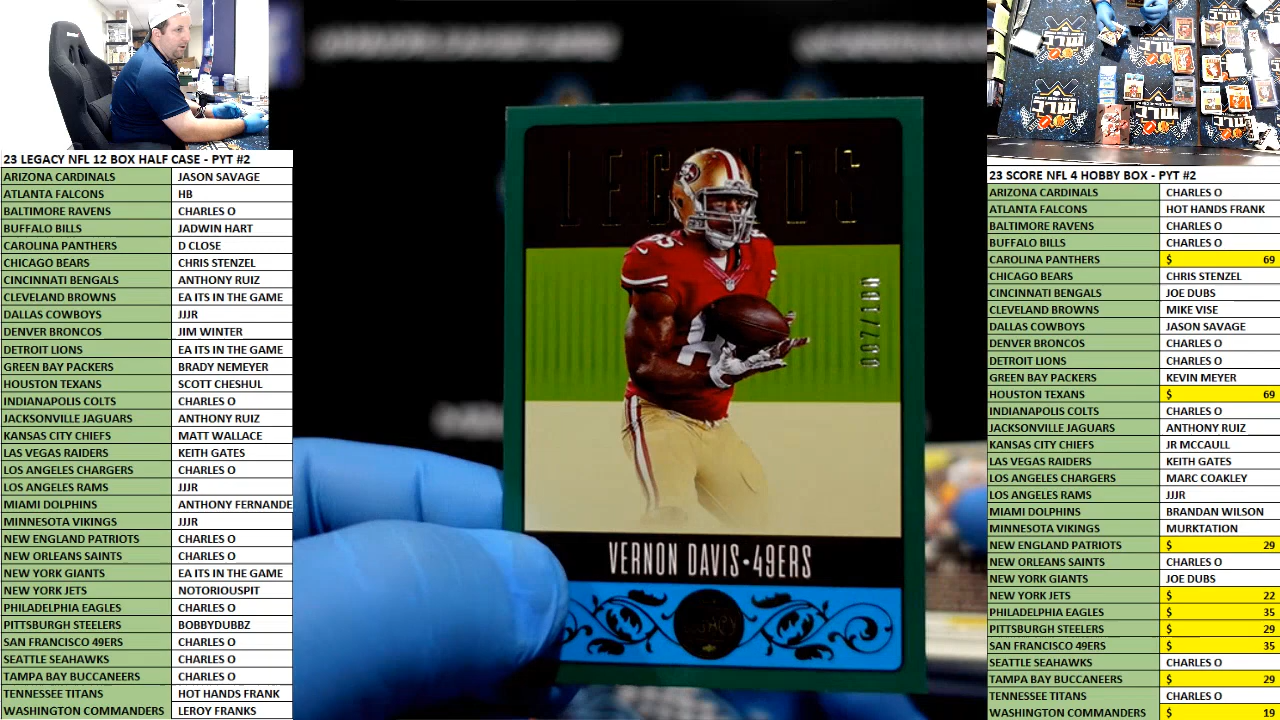 23 LEGACY NFL 12 BOX HALF CASE - PYT #2
ARIZONA CARDINALS JASON SAVAGE
ATLANTA FALCONS HB
BALTIMORE RAVENS CHARLES O
BUFFALO BILLS JADWIN HART
CAROLINA PANTHERS D CLOSE
CHICAGO BEARS CHRIS STENZEL
CINCINNATI BENGALS ANTHONY RUIZ
CLEVELAND BROWNS EA ITS IN THE GAME
DALLAS COWBOYS JJJR
DENVER BRONCOS JIM WINTER
DETROIT LIONS EA ITS IN THE GAME
GREEN BAY PACKERS BRADY NEMEYER
HOUSTON TEXANS SCOTT CHESHUL
INDIANAPOLIS COLTS CHARLES O
JACKSONVILLE JAGUARS ANTHONY RUIZ
KANSAS CITY CHIEFS MATT WALLACE
LAS VEGAS RAIDERS KEITH GATES
LOS ANGELES CHARGERS CHARLES O
LOS ANGELES RAMS JJJR
MIAMI DOLPHINS ANTHONY FERNANDE
MINNESOTA VIKINGS JJJR
NEW ENGLAND PATRIOTS CHARLES O
NEW ORLEANS SAINTS CHARLES O
NEW YORK GIANTS EA ITS IN THE GAME
NEW YORK JETS NOTORIOUSPIT
PHILADELPHIA EAGLES CHARLES O
PITTSBURGH STEELERS BOBBYDUBBZ
SAN FRANCISCO 49ERS CHARLES O
SEATTLE SEAHAWKS CHARLES O
TAMPA BAY BUCCANEERS CHARLES O
TENNESSEE TITANS HOT HANDS FRANK
WASHINGTON COMMANDERS LEROY FRANKS
LEGENDS
85
067/100
VERNON DAVIS•49ERS
LEGACY
23 SCORE NFL 4 HOBBY BOX - PYT #2
ARIZONA CARDINALS CHARLES O
ATLANTA FALCONS HOT HANDS FRANK
BALTIMORE RAVENS CHARLES O
BUFFALO BILLS CHARLES O
CAROLINA PANTHERS $ 69
CHICAGO BEARS CHRIS STENZEL
CINCINNATI BENGALS JOE DUBS
CLEVELAND BROWNS MIKE VISE
DALLAS COWBOYS JASON SAVAGE
DENVER BRONCOS CHARLES O
DETROIT LIONS CHARLES O
GREEN BAY PACKERS KEVIN MEYER
HOUSTON TEXANS $ 69
INDIANAPOLIS COLTS CHARLES O
JACKSONVILLE JAGUARS ANTHONY RUIZ
KANSAS CITY CHIEFS JR MCCAULL
LAS VEGAS RAIDERS KEITH GATES
LOS ANGELES CHARGERS MARC COAKLEY
LOS ANGELES RAMS JJJR
MIAMI DOLPHINS BRANDAN WILSON
MINNESOTA VIKINGS MURKTATION
NEW ENGLAND PATRIOTS $ 29
NEW ORLEANS SAINTS CHARLES O
NEW YORK GIANTS JOE DUBS
NEW YORK JETS $ 22
PHILADELPHIA EAGLES $ 35
PITTSBURGH STEELERS $ 29
SAN FRANCISCO 49ERS $ 35
SEATTLE SEAHAWKS CHARLES O
TAMPA BAY BUCCANEERS $ 29
TENNESSEE TITANS CHARLES O
WASHINGTON COMMANDERS $ 19